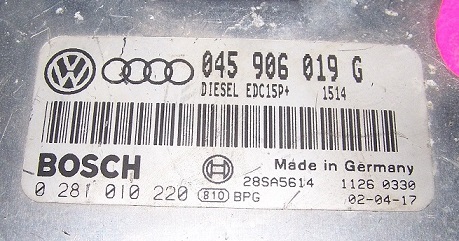 045 906 019 G
DIESEL EDC15P+ 1514
BOSCH Made in Germany
28SA5614 1126 0330
0 281 010 220 810 BPG 02-04-17